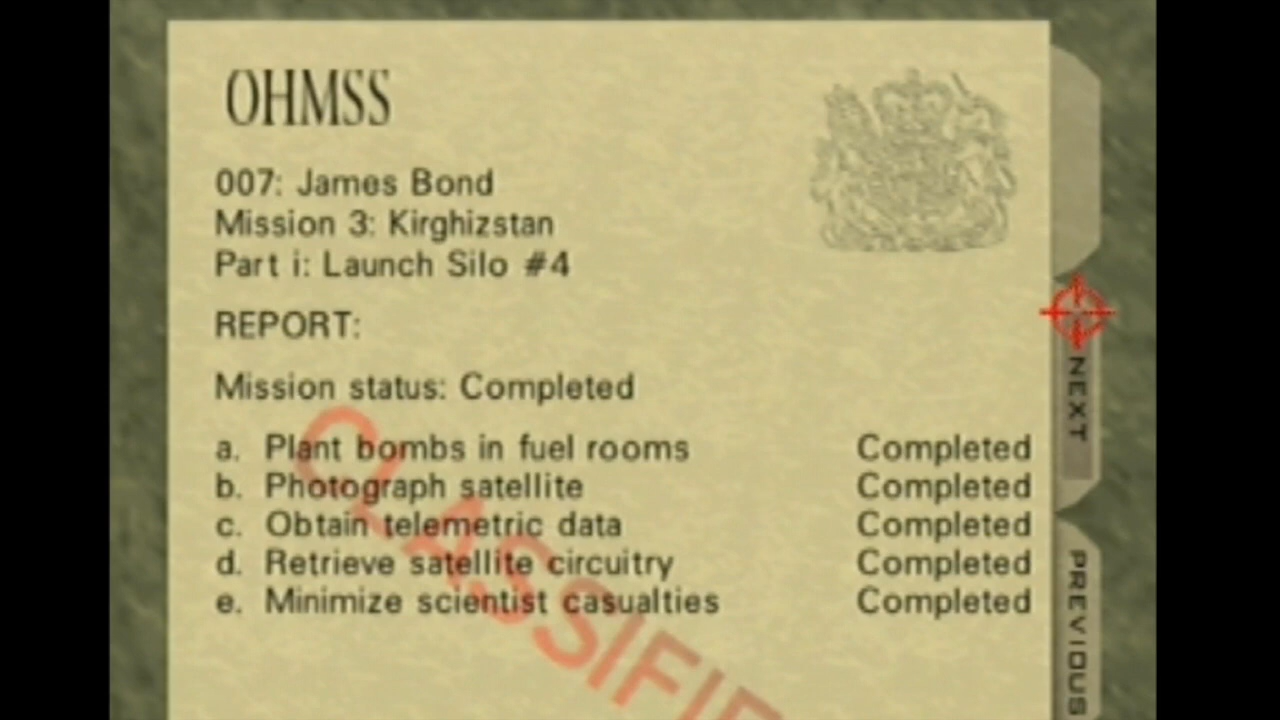 OHMSS
007: James Bond
Mission 3: Kirghizstan
Part i: Launch Silo #4
REPORT:
Mission status: Completed
a. Plant bombs in fuel rooms Completed
b. Photograph satellite Completed
c. Obtain telemetric data Completed
d. Retrieve satellite circuitry Completed
e. Minimize scientist casualties Completed
CLASSIFIE
NEXT
PREVIOUS